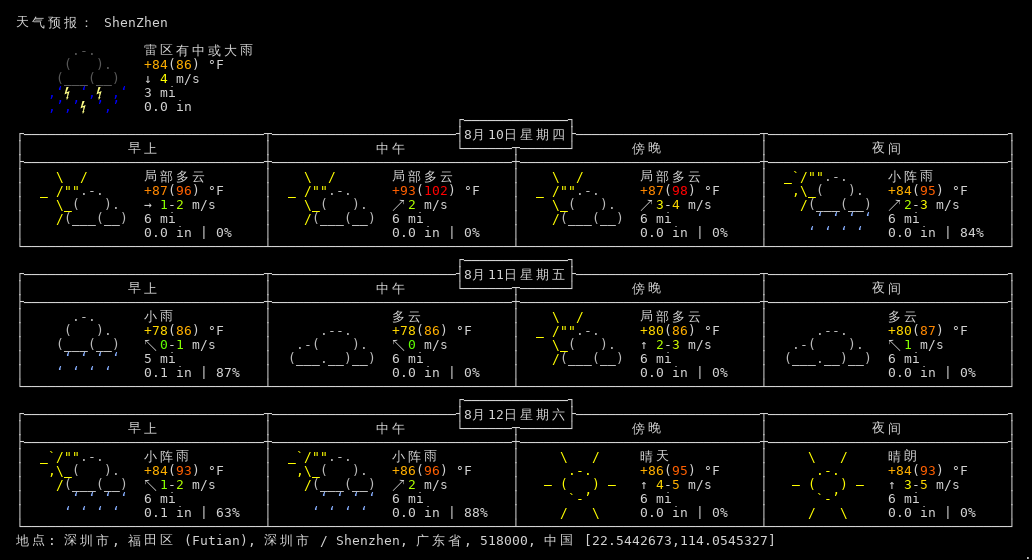 天气预报： ShenZhen
雷区有中或大雨
+84(86) °F
↓ 4 m/s
3 mi
0.0 in
8月10日星期四
早上 中午 傍晚 夜间
局部多云 局部多云 局部多云 小阵雨
+87(96) °F +93(102) °F +87(98) °F +84(95) °F
→ 1-2 m/s ↗ 2 m/s ↗ 3-4 m/s ↗ 2-3 m/s
6 mi 6 mi 6 mi 6 mi
0.0 in | 0% 0.0 in | 0% 0.0 in | 0% 0.0 in | 84%
8月11日星期五
早上 中午 傍晚 夜间
小雨 多云 局部多云 多云
+78(86) °F +78(86) °F +80(86) °F +80(87) °F
↖ 0-1 m/s ↖ 0 m/s ↑ 2-3 m/s ↖ 1 m/s
5 mi 6 mi 6 mi 6 mi
0.1 in | 87% 0.0 in | 0% 0.0 in | 0% 0.0 in | 0%
8月12日星期六
早上 中午 傍晚 夜间
小阵雨 小阵雨 晴天 晴朗
+84(93) °F +86(96) °F +86(95) °F +84(93) °F
↖ 1-2 m/s ↗ 2 m/s ↑ 4-5 m/s ↑ 3-5 m/s
6 mi 6 mi 6 mi 6 mi
0.1 in | 63% 0.0 in | 88% 0.0 in | 0% 0.0 in | 0%
地点: 深圳市, 福田区 (Futian), 深圳市 / Shenzhen, 广东省, 518000, 中国 [22.5442673,114.0545327]